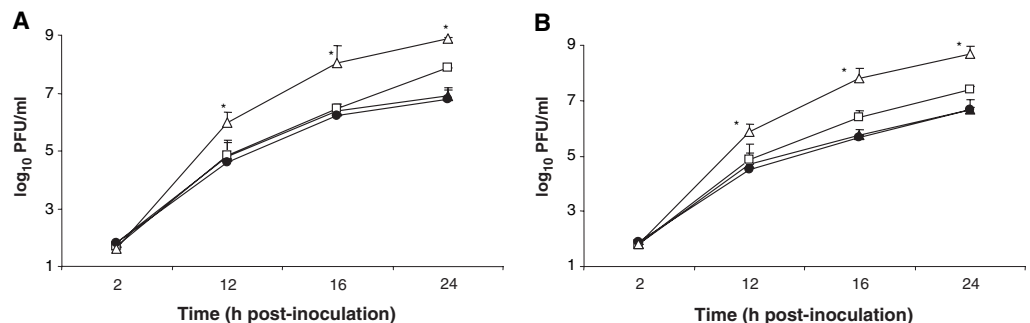 A
9
7
5
3
1
log10 PFU/ml
* * *
2 12 16 24
Time (h post-inoculation)
B
9
7
5
3
1
log10 PFU/ml
* * *
2 12 16 24
Time (h post-inoculation)